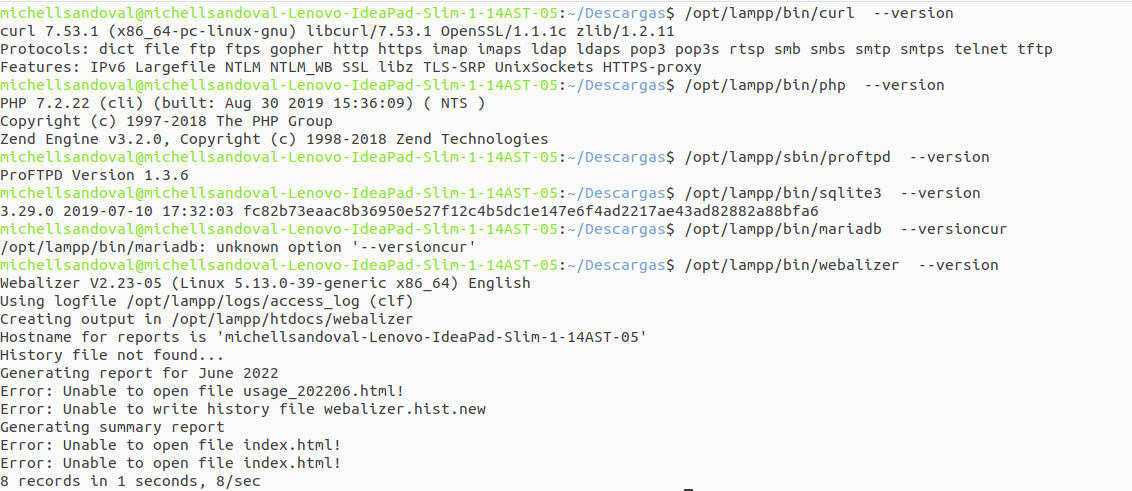 michellsandoval@michellsandoval-Lenovo-IdeaPad-Slim-1-14AST-05:~/Descargas$ /opt/lampp/bin/curl  --version
curl 7.53.1 (x86_64-pc-linux-gnu) libcurl/7.53.1 OpenSSL/1.1.1c zlib/1.2.11
Protocols: dict file ftp ftps gopher http https imap imaps ldap ldaps pop3 pop3s rtsp smb smbs smtp smtps telnet tftp
Features: IPv6 Largefile NTLM NTLM_WB SSL libz TLS-SRP UnixSockets HTTPS-proxy
michellsandoval@michellsandoval-Lenovo-IdeaPad-Slim-1-14AST-05:~/Descargas$ /opt/lampp/bin/php  --version
PHP 7.2.22 (cli) (built: Aug 30 2019 15:36:09) ( NTS )
Copyright (c) 1997-2018 The PHP Group
Zend Engine v3.2.0, Copyright (c) 1998-2018 Zend Technologies
michellsandoval@michellsandoval-Lenovo-IdeaPad-Slim-1-14AST-05:~/Descargas$ /opt/lampp/sbin/proftpd  --version
ProFTPD Version 1.3.6
michellsandoval@michellsandoval-Lenovo-IdeaPad-Slim-1-14AST-05:~/Descargas$ /opt/lampp/bin/sqlite3  --version
3.29.0 2019-07-10 17:32:03 fc82b73eaac8b36950e527f12c4b5dc1e147e6f4ad2217ae43ad82882a88bfa6
michellsandoval@michellsandoval-Lenovo-IdeaPad-Slim-1-14AST-05:~/Descargas$ /opt/lampp/bin/mariadb  --versioncur
/opt/lampp/bin/mariadb: unknown option '--versioncur'
michellsandoval@michellsandoval-Lenovo-IdeaPad-Slim-1-14AST-05:~/Descargas$ /opt/lampp/bin/webalizer  --version
Webalizer V2.23-05 (Linux 5.13.0-39-generic x86_64) English
Using logfile /opt/lampp/logs/access_log (clf)
Creating output in /opt/lampp/htdocs/webalizer
Hostname for reports is 'michellsandoval-Lenovo-IdeaPad-Slim-1-14AST-05'
History file not found...
Generating report for June 2022
Error: Unable to open file usage_202206.html!
Error: Unable to write history file webalizer.hist.new
Generating summary report
Error: Unable to open file index.html!
Error: Unable to open file index.html!
8 records in 1 seconds, 8/sec